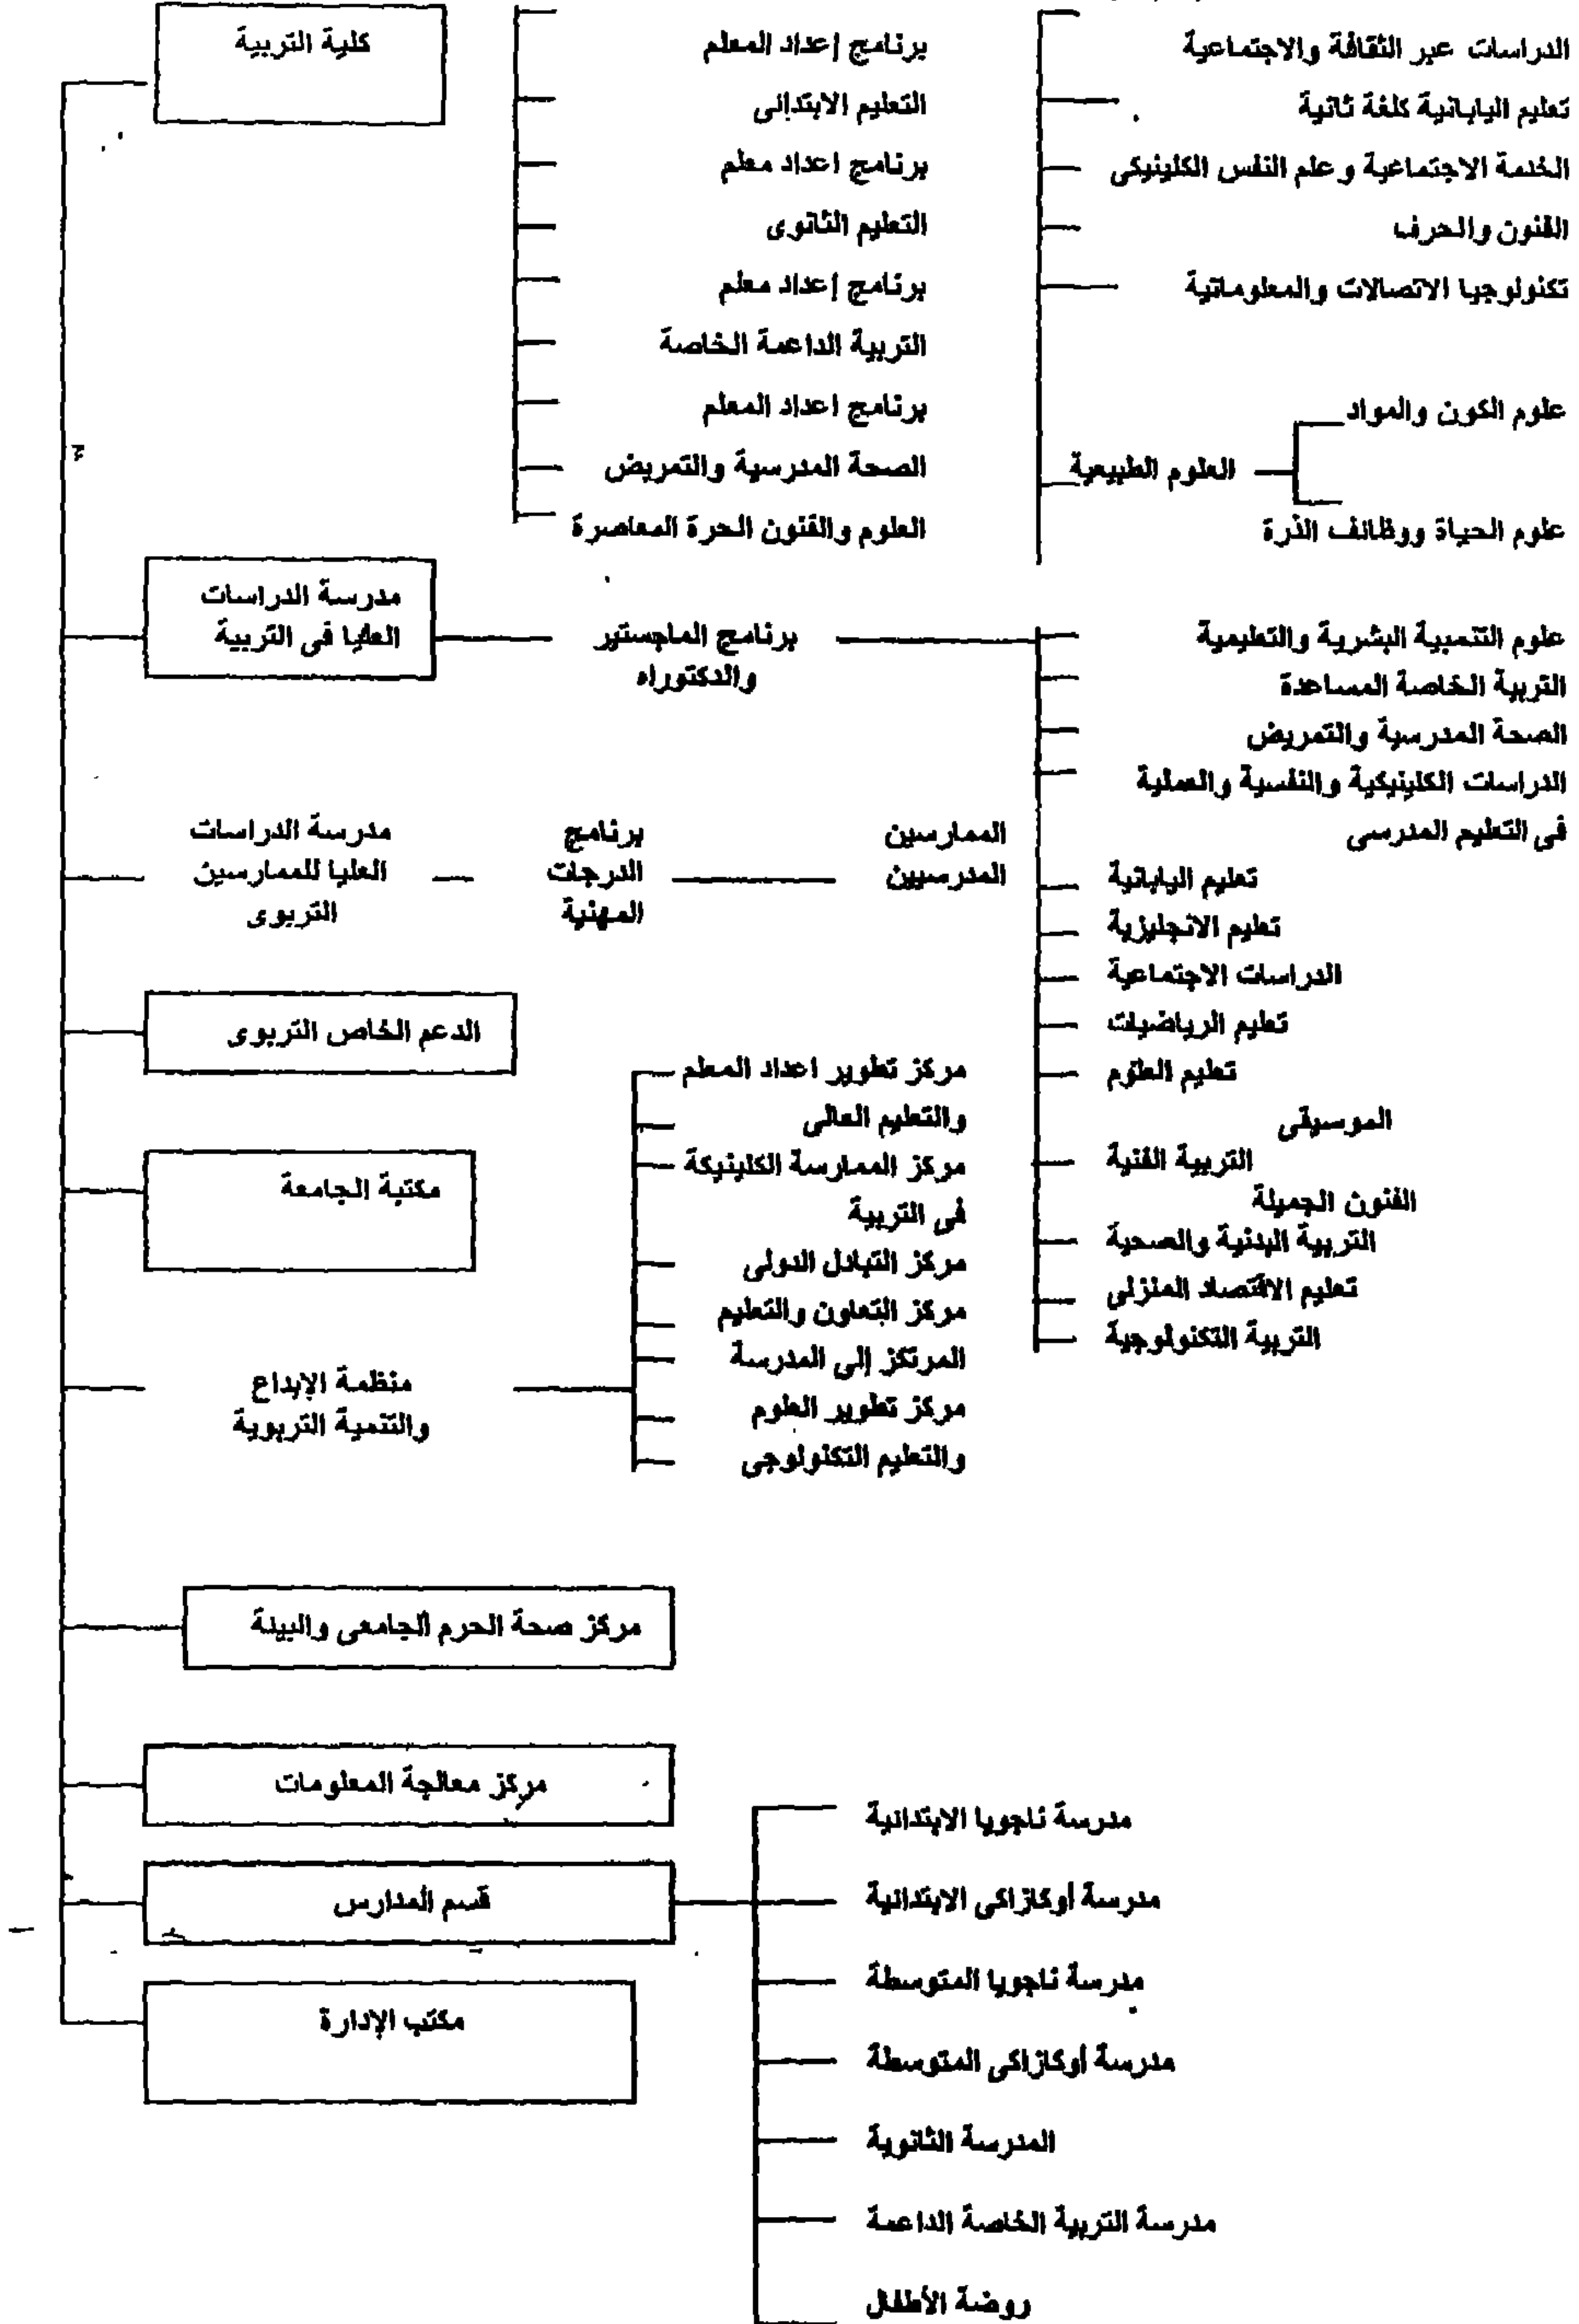 كلية التربية
برنامج إعداد المعلم
التعليم الابتدائى
برنامج اعداد معلم
التعليم الثانوى
برنامج إعداد معلم
التربية الداعمة الخاصة
برنامج اعداد المعلم
الصحة المدرسية والتمريض
العلوم والفنون الحرة المعاصرة
الدراسات عبر الثقافة والاجتماعية
تعليم اليابانية كلغة ثانية
الخدمة الاجتماعية وعلم النفس الكلينيكى
الفنون والحرف
تكنولوجيا الاتصالات والمعلوماتية
العلوم الطبيعية
علوم الكون والمواد
علوم الحياة ووظائف الذرة
مدرسة الدراسات
العليا فى التربية
برنامج الماجستير
والدكتوراه
علوم التنمبية البشرية والتعليمية
التربية الخاصة المساعدة
الصحة المدرسية والتمريض
الدراسات الكلينيكية والنفسية والعملية
فى التعليم المدرسى
تعليم اليابانية
تعليم الانجليزية
الدراسات الاجتماعية
تعليم الرياضيات
تعليم العلوم
الموسيقى
التربية الفنية
الفنون الجميلة
التربية البدنية والصحية
تعليم الاقتصاد المنزلى
التربية التكنولوجية
مدرسة الدراسات
العليا للممارسين
التربوى
برنامج
الدرجات
المهنية
الممارسين
المدرسيين
الدعم الخاص التربوى
مكتبة الجامعة
منظمة الإبداع
والتنمية التربوية
مركز تطوير اعداد المعلم
والتعليم العالى
مركز الممارسة الكلينيكة
فى التربية
مركز التبادل الدولى
مركز التعاون والتعليم
المرتكز إلى المدرسة
مركز تطوير العلوم
والتعليم التكنولوجى
مركز صحة الحرم الجامعى والبيئة
مركز معالجة المعلومات
قسم المدارس
مدرسة ناجويا الابتدائية
مدرسة أوكازاكى الابتدائية
مدرسة ناجويا المتوسطة
مدرسة أوكازاكى المتوسطة
المدرسة الثانوية
مدرسة التربية الخاصة الداعمة
روضة الأطفال
مكتب الإدارة